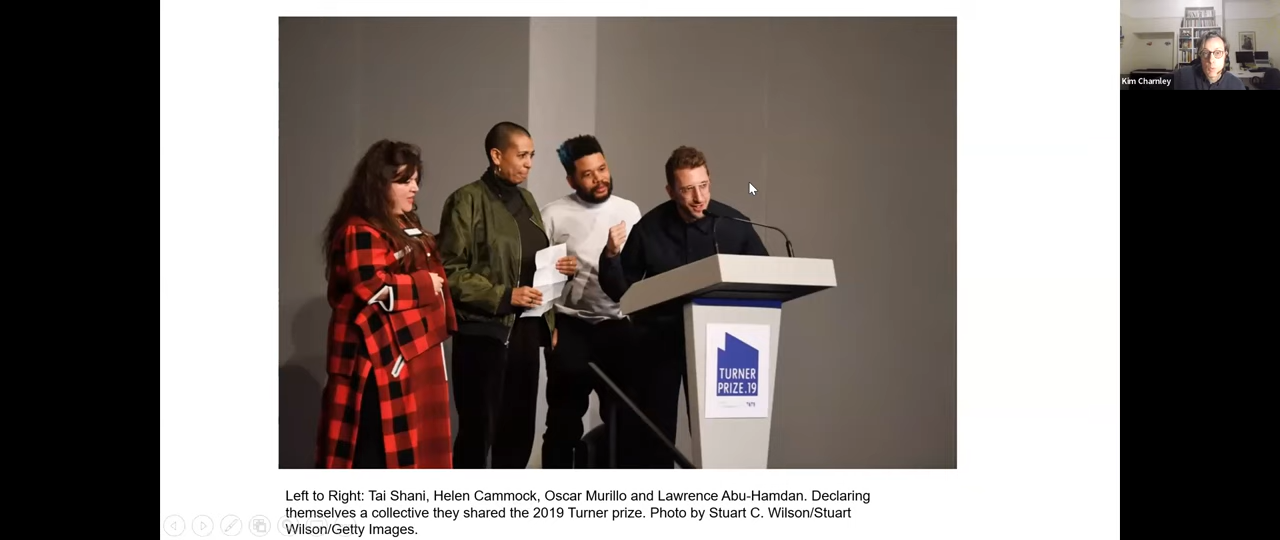 Kim Charnley
TURNER
PRIZE.19
Left to Right: Tai Shani, Helen Cammock, Oscar Murillo and Lawrence Abu-Hamdan. Declaring
themselves a collective they shared the 2019 Turner prize. Photo by Stuart C. Wilson/Stuart
Wilson/Getty Images.